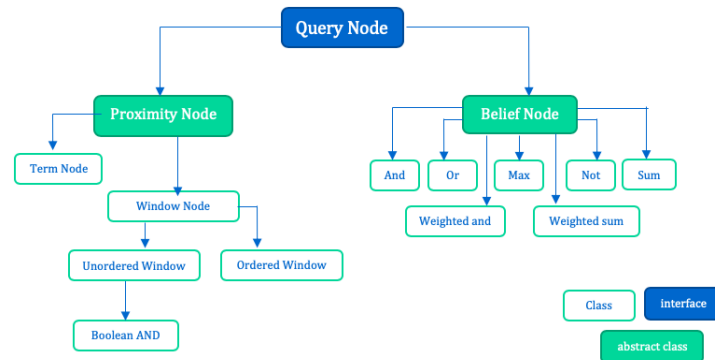 Query Node
Proximity Node
Belief Node
Term Node
And
Or
Max
Not
Sum
Window Node
Weighted and
Weighted sum
Unordered Window
Ordered Window
Class
interface
Boolean AND
abstract class